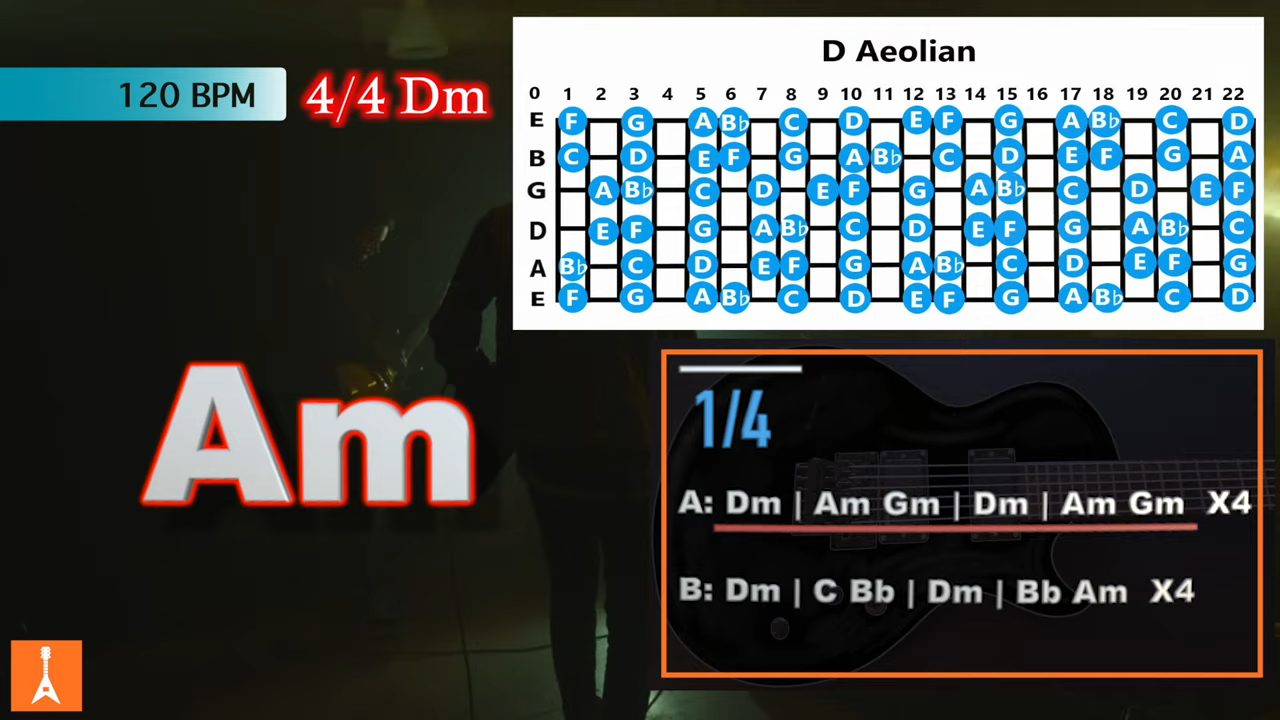 120 BPM
4/4 Dm
D Aeolian
0 1 2 3 4 5 6 7 8 9 10 11 12 13 14 15 16 17 18 19 20 21 22
E F G A B♭ C D E F G A B♭ C D
B C D E F G A B♭ C D E F G A
G A B♭ C D E F G A B♭ C D E F
D E F G A B♭ C D E F G A B♭ C
A B♭ C D E F G A B♭ C D E F G
E F G A B♭ C D E F G A B♭ C D
Am
1/4
A: Dm | Am Gm | Dm | Am Gm X4
B: Dm | C Bb | Dm | Bb Am X4